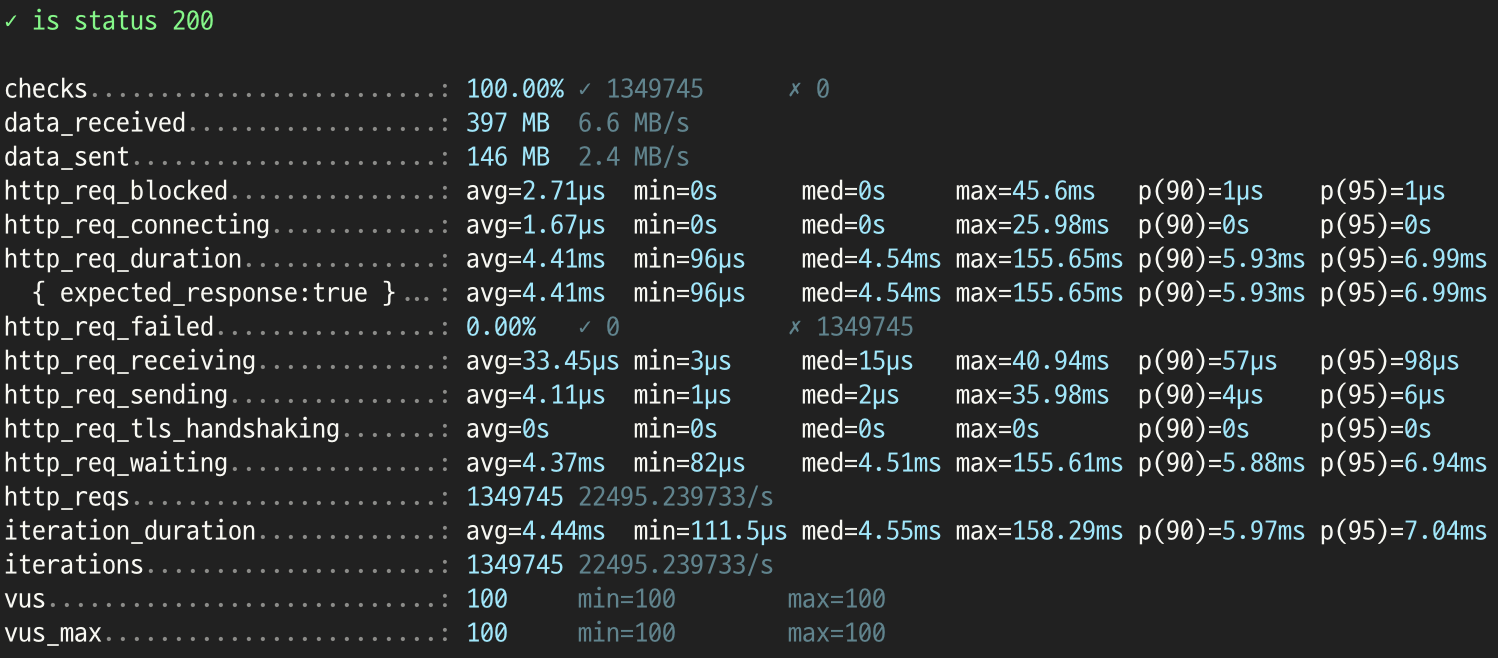 ✓ is status 200
checks.........................: 100.00% ✓ 1349745      ✗ 0
data_received..................: 397 MB  6.6 MB/s
data_sent......................: 146 MB  2.4 MB/s
http_req_blocked...............: avg=2.71µs  min=0s      med=0s     max=45.6ms   p(90)=1µs    p(95)=1µs
http_req_connecting............: avg=1.67µs  min=0s      med=0s     max=25.98ms  p(90)=0s     p(95)=0s
http_req_duration..............: avg=4.41ms  min=96µs    med=4.54ms max=155.65ms p(90)=5.93ms p(95)=6.99ms
  { expected_response:true }...: avg=4.41ms  min=96µs    med=4.54ms max=155.65ms p(90)=5.93ms p(95)=6.99ms
http_req_failed................: 0.00%   ✓ 0            ✗ 1349745
http_req_receiving.............: avg=33.45µs min=3µs     med=15µs   max=40.94ms  p(90)=57µs   p(95)=98µs
http_req_sending...............: avg=4.11µs  min=1µs     med=2µs    max=35.98ms  p(90)=4µs    p(95)=6µs
http_req_tls_handshaking.......: avg=0s      min=0s      med=0s     max=0s       p(90)=0s     p(95)=0s
http_req_waiting...............: avg=4.37ms  min=82µs    med=4.51ms max=155.61ms p(90)=5.88ms p(95)=6.94ms
http_reqs......................: 1349745 22495.239733/s
iteration_duration.............: avg=4.44ms  min=111.5µs med=4.55ms max=158.29ms p(90)=5.97ms p(95)=7.04ms
iterations.....................: 1349745 22495.239733/s
vus............................: 100     min=100        max=100
vus_max........................: 100     min=100        max=100